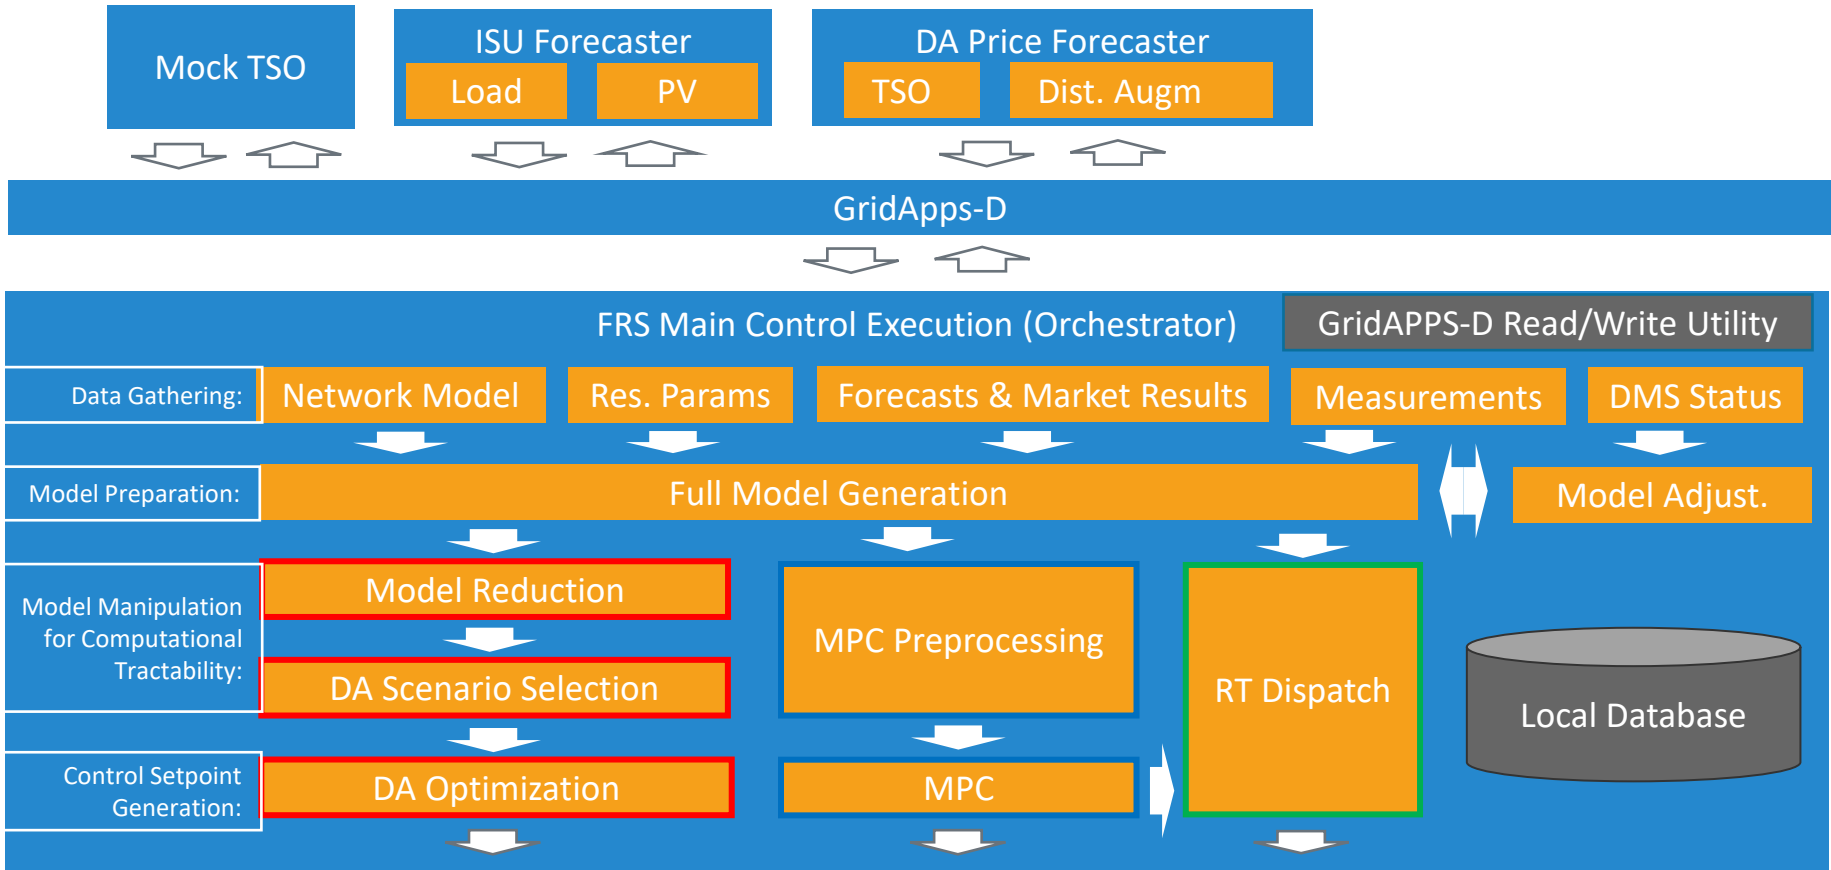 Mock TSO
ISU Forecaster
Load
PV
DA Price Forecaster
TSO
Dist. Augm
GridApps-D
FRS Main Control Execution (Orchestrator)
GridAPPS-D Read/Write Utility
Data Gathering:
Network Model
Res. Params
Forecasts & Market Results
Measurements
DMS Status
Model Preparation:
Full Model Generation
Model Adjust.
Model Manipulation
for Computational
Tractability:
Model Reduction
DA Scenario Selection
MPC Preprocessing
RT Dispatch
Local Database
Control Setpoint
Generation:
DA Optimization
MPC